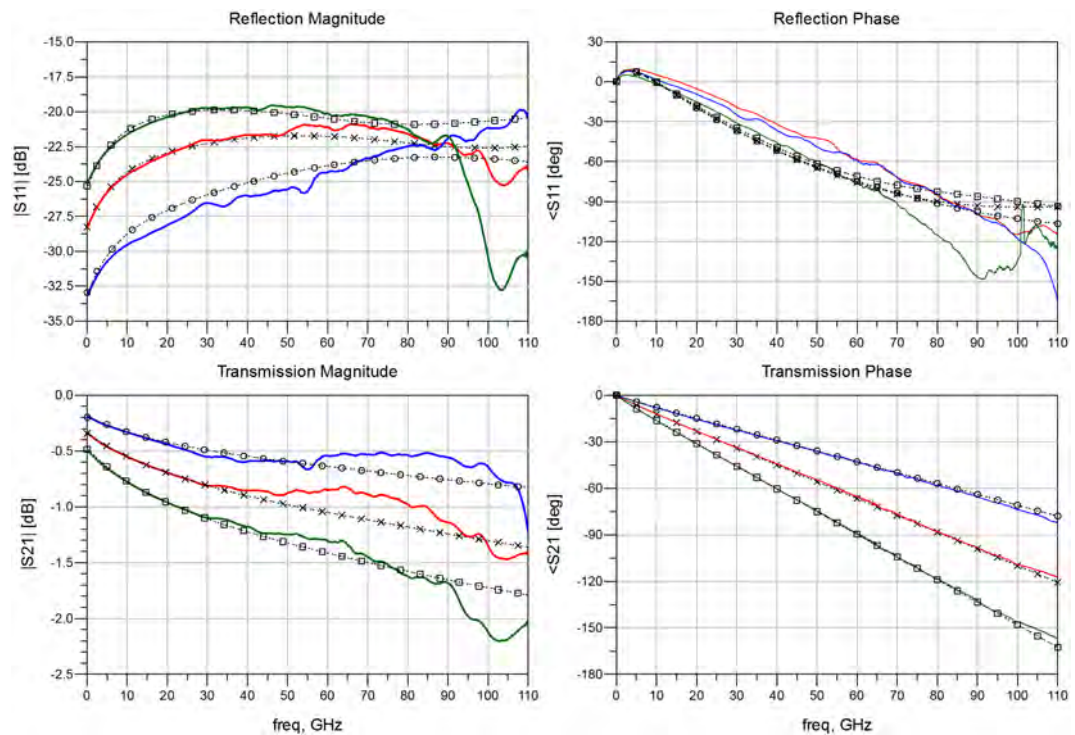 Reflection Magnitude
|S11| [dB]
-15.0
-17.5
-20.0
-22.5
-25.0
-27.5
-30.0
-32.5
-35.0
0 10 20 30 40 50 60 70 80 90 100 110
Reflection Phase
<S11 [deg]
30
0
-30
-60
-90
-120
-150
-180
0 10 20 30 40 50 60 70 80 90 100 110
Transmission Magnitude
|S21| [dB]
0.0
-0.5
-1.0
-1.5
-2.0
-2.5
0 10 20 30 40 50 60 70 80 90 100 110
freq, GHz
Transmission Phase
<S21 [deg]
0
-30
-60
-90
-120
-150
-180
0 10 20 30 40 50 60 70 80 90 100 110
freq, GHz